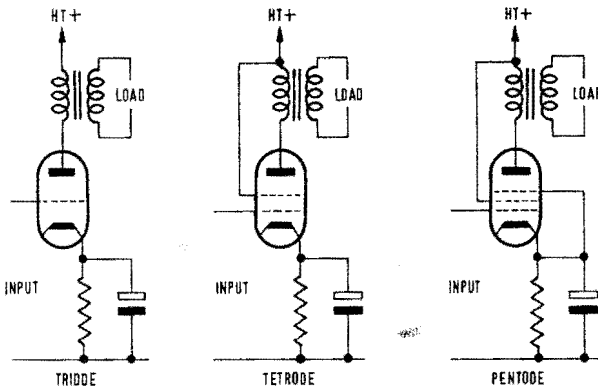 HT+ HT+ HT+
LOAD LOAD LOAD
INPUT INPUT INPUT
TRIODE TETRODE PENTODE